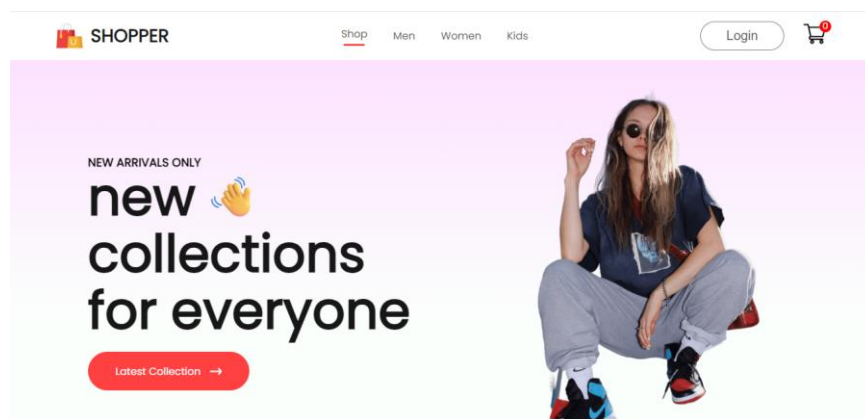 SHOPPER
Shop Men Women Kids
Login
0
NEW ARRIVALS ONLY
new 👋
collections
for everyone
Latest Collection →